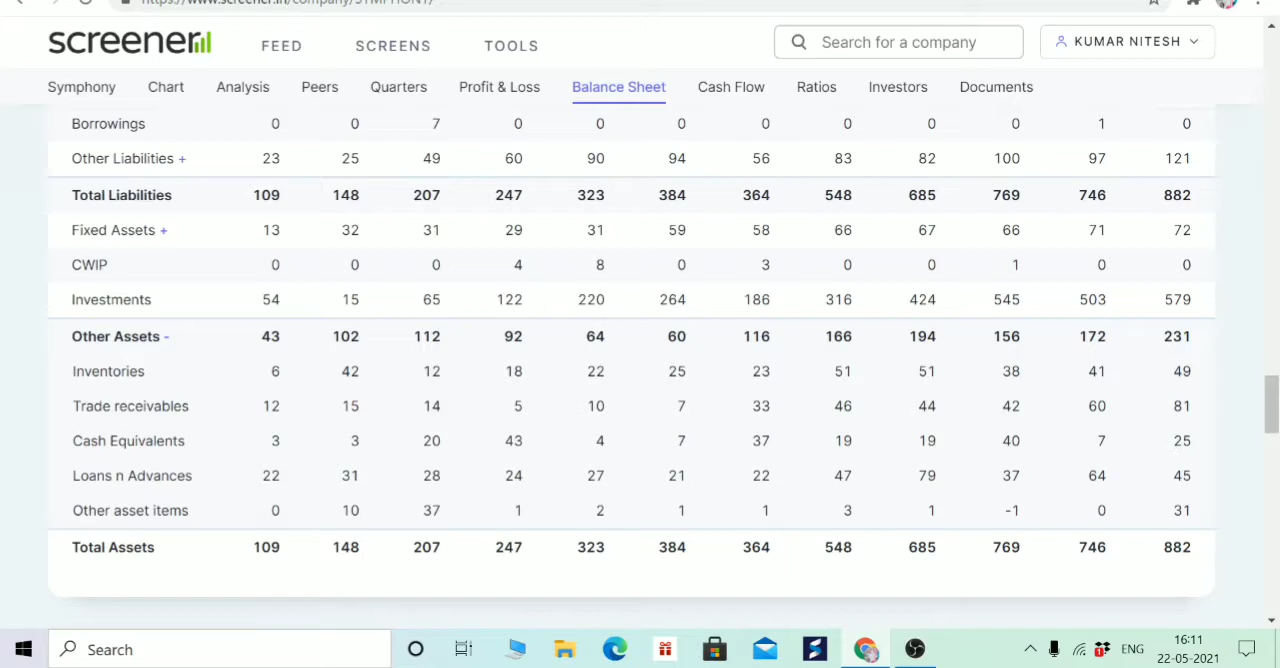 https://www.screener.in/company/SYMPHONY/
screener
FEED SCREENS TOOLS
Search for a company
KUMAR NITESH
Symphony Chart Analysis Peers Quarters Profit & Loss Balance Sheet Cash Flow Ratios Investors Documents
Borrowings 0 0 7 0 0 0 0 0 0 0 1 0
Other Liabilities + 23 25 49 60 90 94 56 83 82 100 97 121
Total Liabilities 109 148 207 247 323 384 364 548 685 769 746 882
Fixed Assets + 13 32 31 29 31 59 58 66 67 66 71 72
CWIP 0 0 0 4 8 0 3 0 0 1 0 0
Investments 54 15 65 122 220 264 186 316 424 545 503 579
Other Assets - 43 102 112 92 64 60 116 166 194 156 172 231
Inventories 6 42 12 18 22 25 23 51 51 38 41 49
Trade receivables 12 15 14 5 10 7 33 46 44 42 60 81
Cash Equivalents 3 3 20 43 4 7 37 19 19 40 7 25
Loans n Advances 22 31 28 24 27 21 22 47 79 37 64 45
Other asset items 0 10 37 1 2 1 1 3 1 -1 0 31
Total Assets 109 148 207 247 323 384 364 548 685 769 746 882
Search
ENG
16:11
22-05-2021